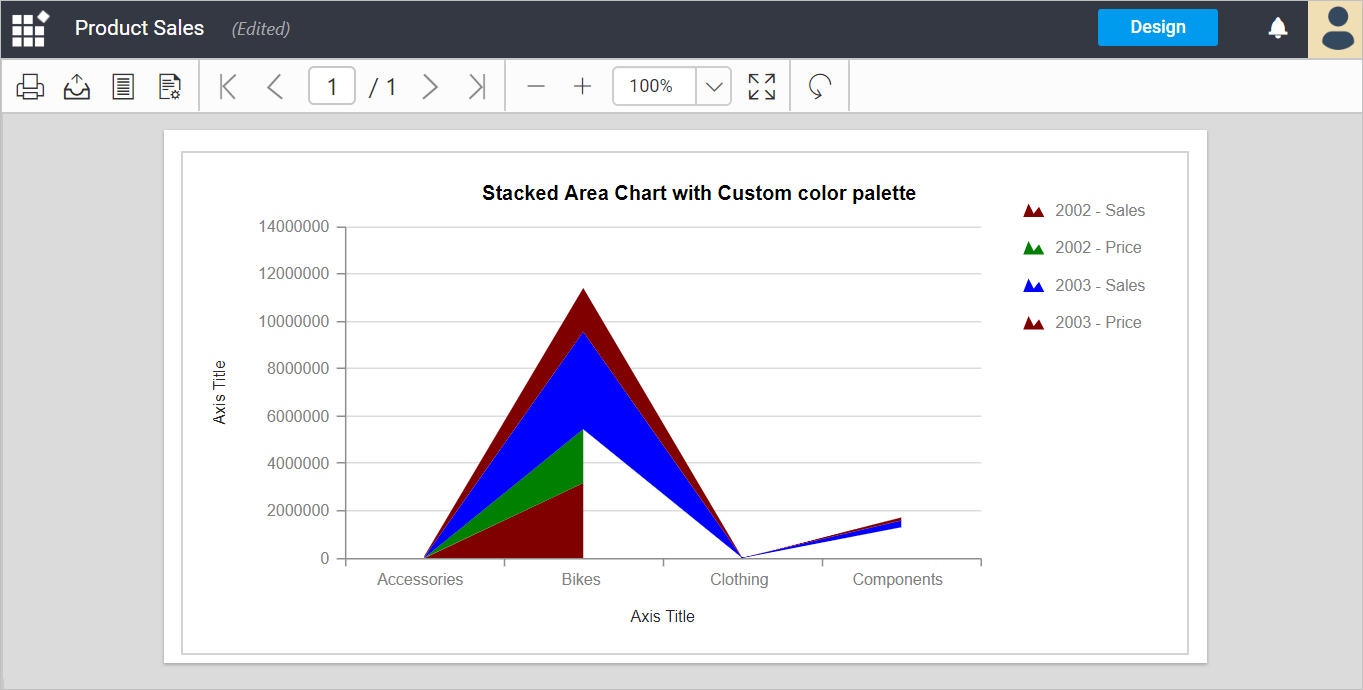 Product Sales (Edited) Design
1 / 1 100%
Stacked Area Chart with Custom color palette
2002 - Sales
2002 - Price
2003 - Sales
2003 - Price
14000000
12000000
10000000
8000000
6000000
4000000
2000000
0
Axis Title
Accessories Bikes Clothing Components
Axis Title